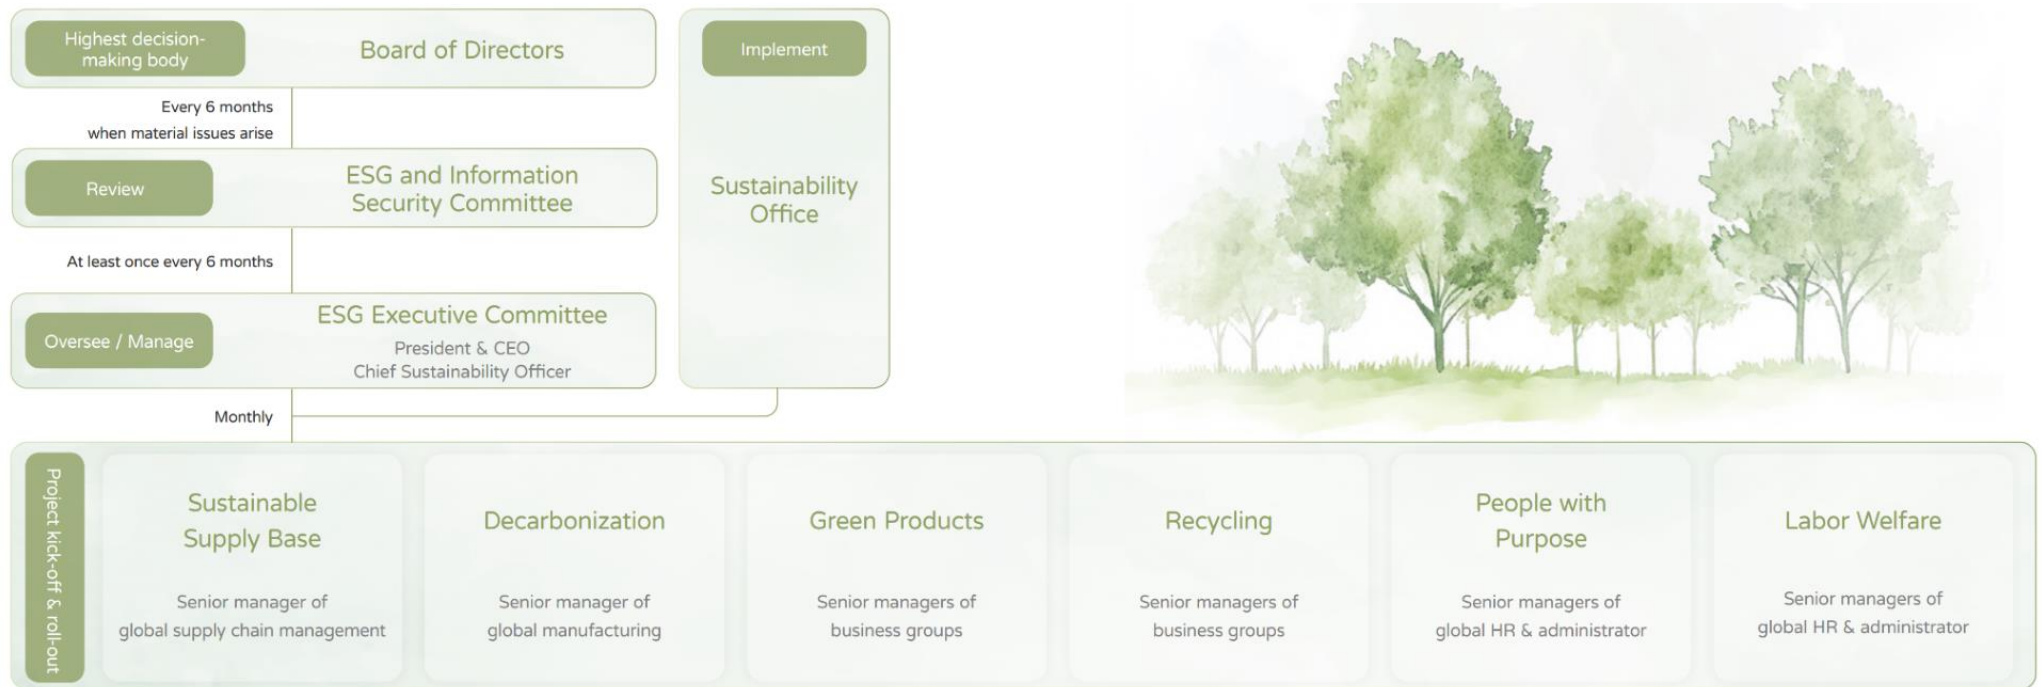 Highest decision-
making body
Board of Directors
Every 6 months
when material issues arise
Review
ESG and Information
Security Committee
At least once every 6 months
Oversee / Manage
ESG Executive Committee
President & CEO
Chief Sustainability Officer
Monthly
Implement
Sustainability
Office
Project kick-off & roll-out
Sustainable
Supply Base
Senior manager of
global supply chain management
Decarbonization
Senior manager of
global manufacturing
Green Products
Senior managers of
business groups
Recycling
Senior managers of
business groups
People with
Purpose
Senior managers of
global HR & administrator
Labor Welfare
Senior managers of
global HR & administrator